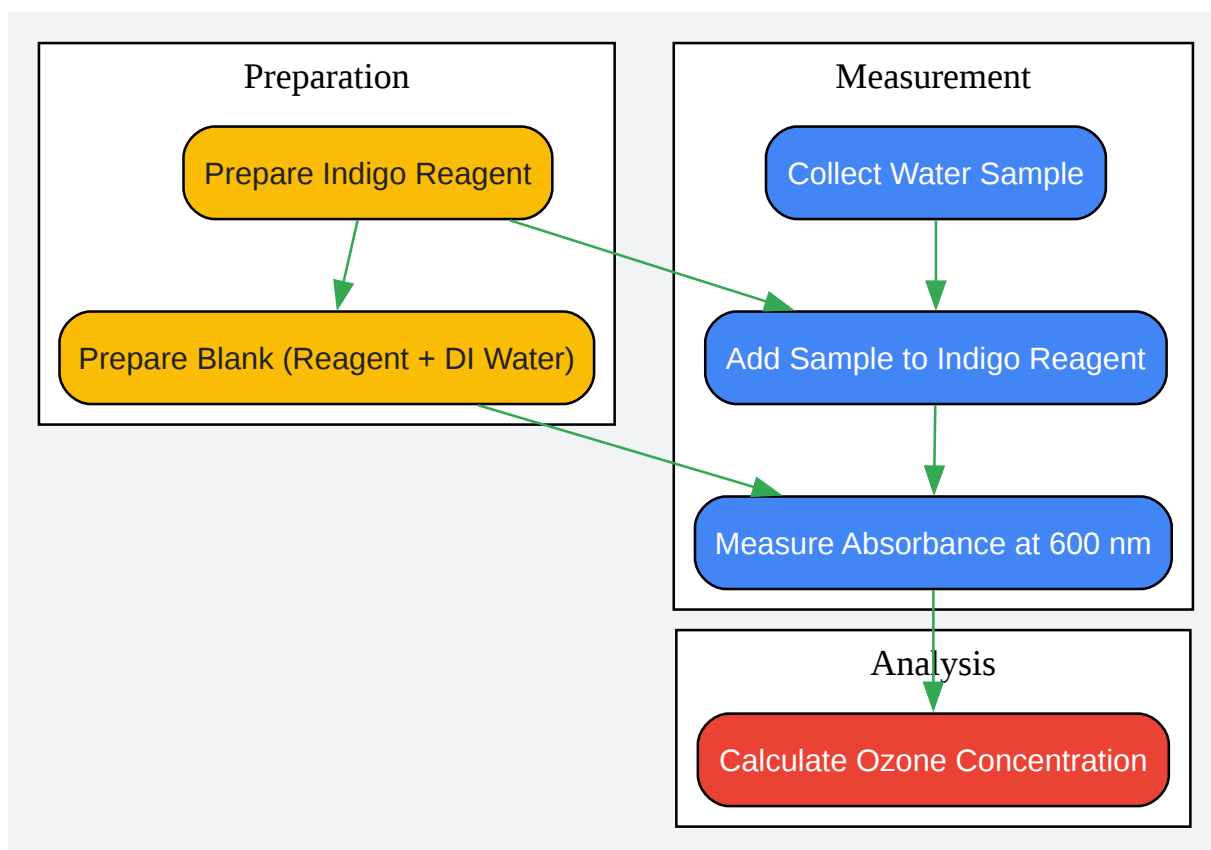 Preparation
Prepare Indigo Reagent
Prepare Blank (Reagent + DI Water)
Measurement
Collect Water Sample
Add Sample to Indigo Reagent
Measure Absorbance at 600 nm
Analysis
Calculate Ozone Concentration